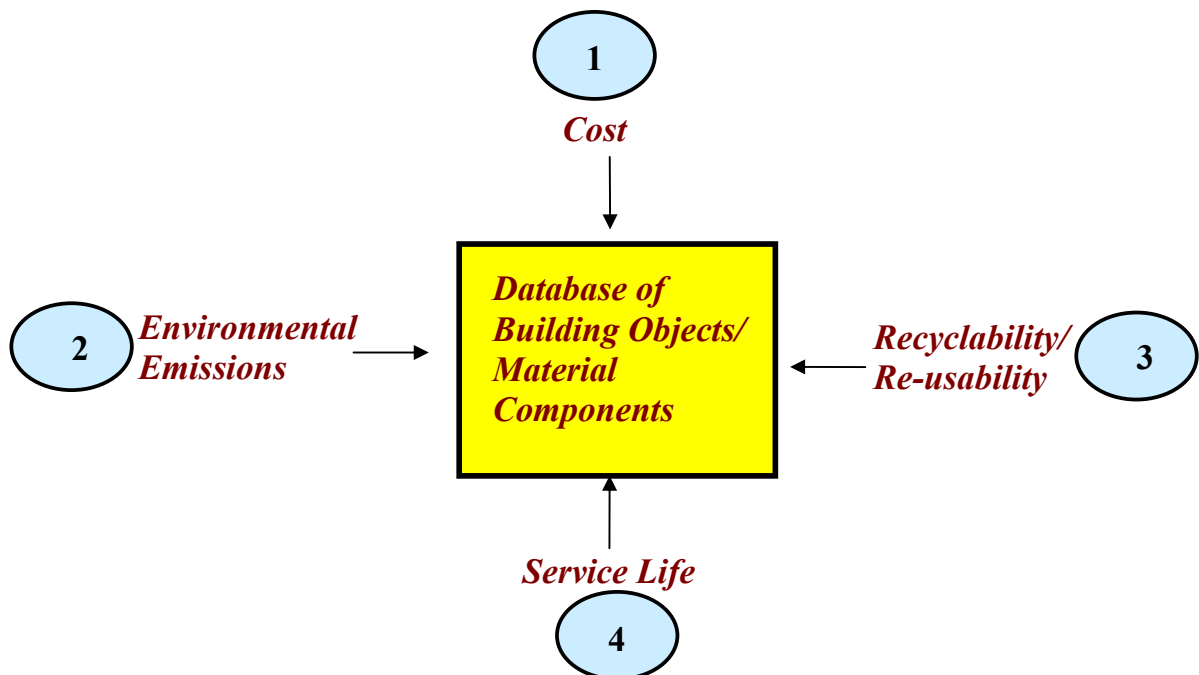 1
Cost
Database of
Building Objects/
Material
Components
2
Environmental
Emissions
Recyclability/
Re-usability
3
Service Life
4